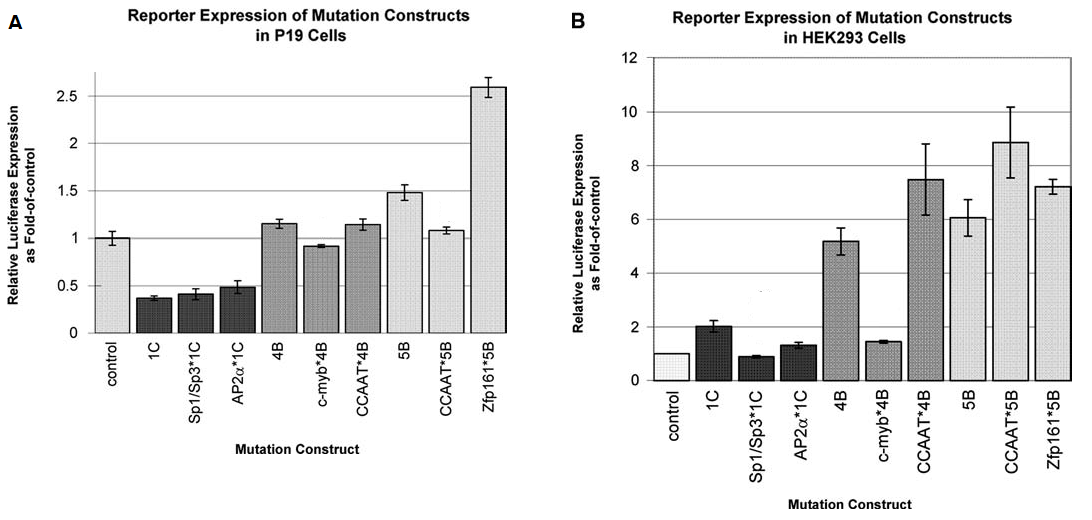 A
Reporter Expression of Mutation Constructs
in P19 Cells
Relative Luciferase Expression
as Fold-of-control
2.5
2
1.5
1
0.5
0
control
1C
Sp1/Sp3*1C
AP2α*1C
4B
c-myb*4B
CCAAT*4B
5B
CCAAT*5B
Zfp161*5B
Mutation Construct
B
Reporter Expression of Mutation Constructs
in HEK293 Cells
Relative Luciferase Expression
as Fold-of-control
12
10
8
6
4
2
0
control
1C
Sp1/Sp3*1C
AP2α*1C
4B
c-myb*4B
CCAAT*4B
5B
CCAAT*5B
Zfp161*5B
Mutation Construct